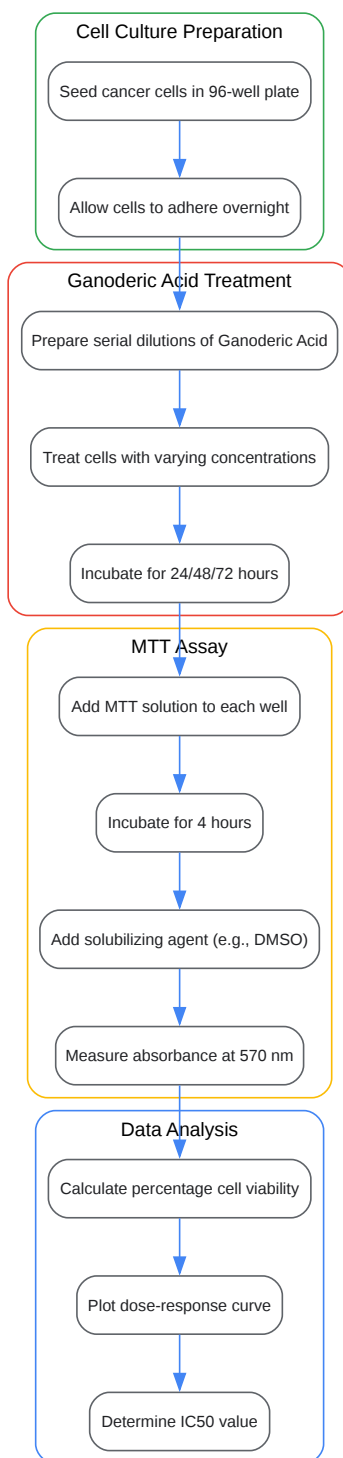 Cell Culture Preparation
Seed cancer cells in 96-well plate
Allow cells to adhere overnight
Ganoderic Acid Treatment
Prepare serial dilutions of Ganoderic Acid
Treat cells with varying concentrations
Incubate for 24/48/72 hours
MTT Assay
Add MTT solution to each well
Incubate for 4 hours
Add solubilizing agent (e.g., DMSO)
Measure absorbance at 570 nm
Data Analysis
Calculate percentage cell viability
Plot dose-response curve
Determine IC50 value